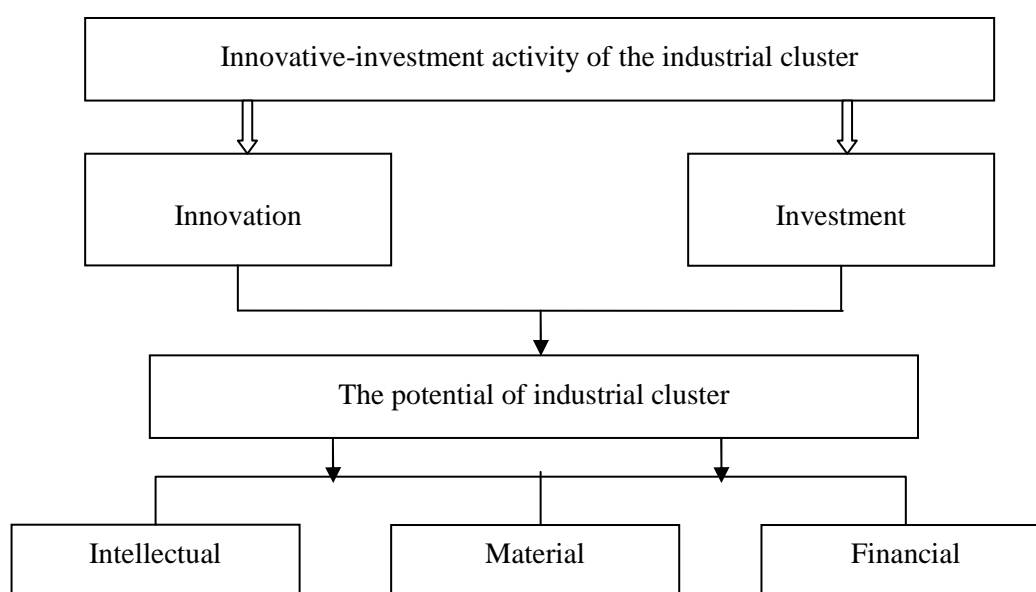 Innovative-investment activity of the industrial cluster
Innovation
Investment
The potential of industrial cluster
Intellectual
Material
Financial